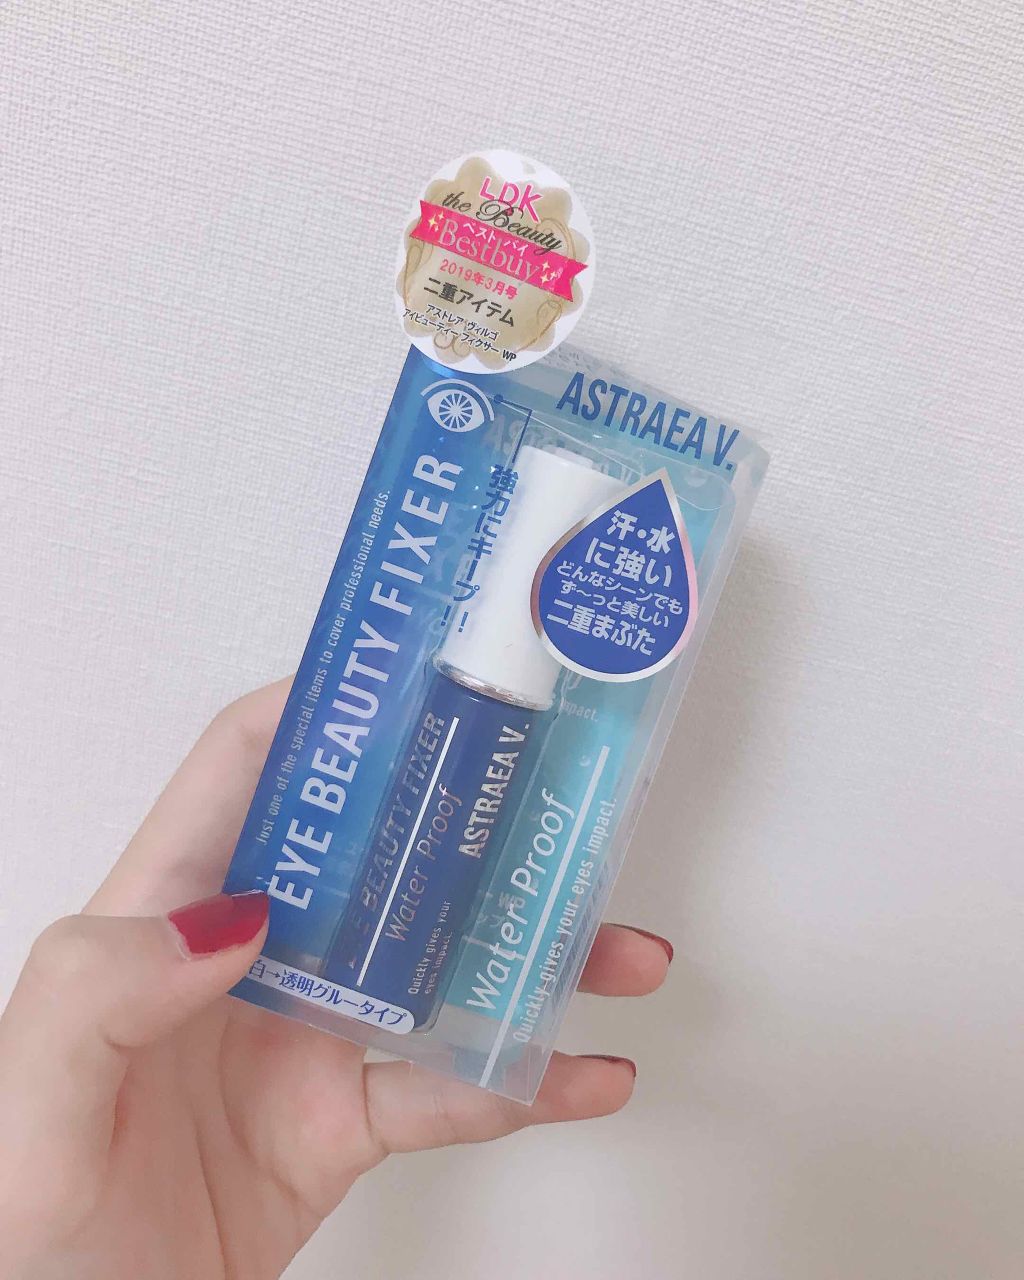 LDK
the Beauty
ベストバイ
Bestbuy
2019年3月号
二重アイテム
アストレア ヴィルゴ
アイビューティー フィクサー WP
ASTRAEA V.
Just one of the special items to cover professional needs.
EYE BEAUTY FIXER
強力にキープ!!
汗・水
に強い
どんなシーンでも
ず〜っと美しい
二重まぶた
EYE BEAUTY FIXER
Water Proof
ASTRAEA V.
Quickly gives your
eyes impact.
impact.
Water Proof
Quickly gives your eyes impact.
白→透明グルータイプ